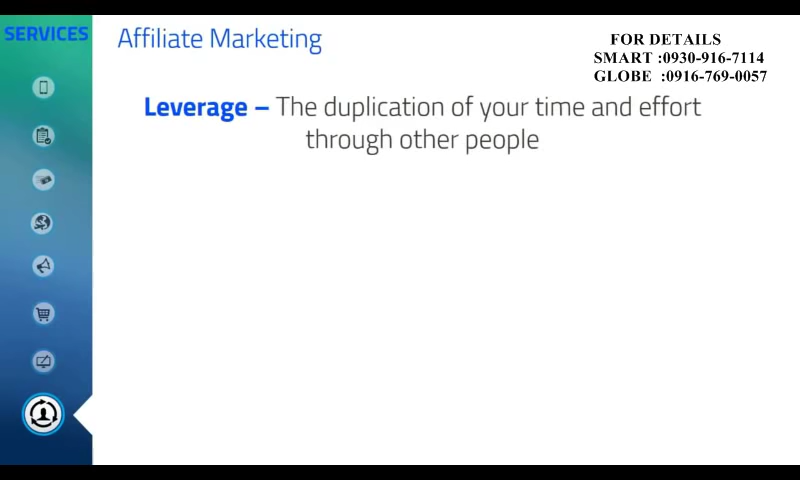 SERVICES
Affiliate Marketing
FOR DETAILS
SMART :0930-916-7114
GLOBE :0916-769-0057
Leverage – The duplication of your time and effort
through other people